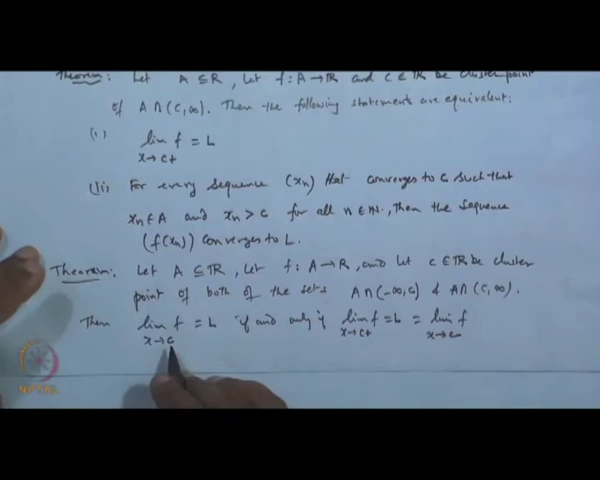 Theorem: Let A ⊆ R, let f: A → R and c ∈ R be cluster point
of A ∩ (c, ∞). Then the following statements are equivalent:
(i) lim f = L
x→c+
(ii) For every sequence (xn) that converges to c such that
xn ∈ A and xn > c for all n ∈ N, then the sequence
(f(xn)) converges to L.
Theorem: Let A ⊆ R, let f: A → R, and let c ∈ R be cluster
point of both of the sets A ∩ (-∞, c) & A ∩ (c, ∞).
Then lim f = L if and only if lim f = L = lim f
x→c x→c+ x→c-
NPTEL